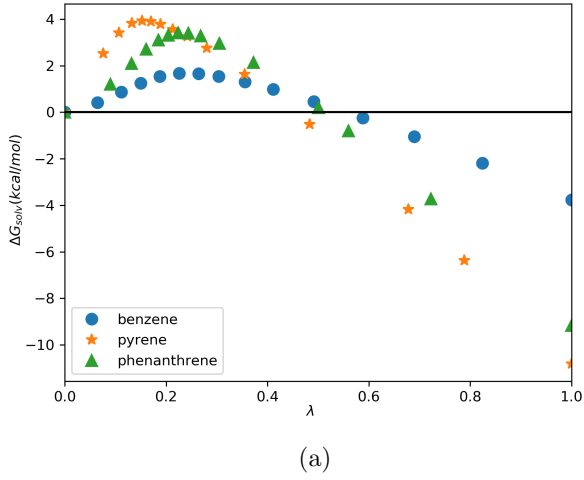 4
2
0
−2
−4
−6
−8
−10
ΔG_solv(kcal/mol)
benzene
pyrene
phenanthrene
0.0 0.2 0.4 0.6 0.8 1.0
λ
(a)